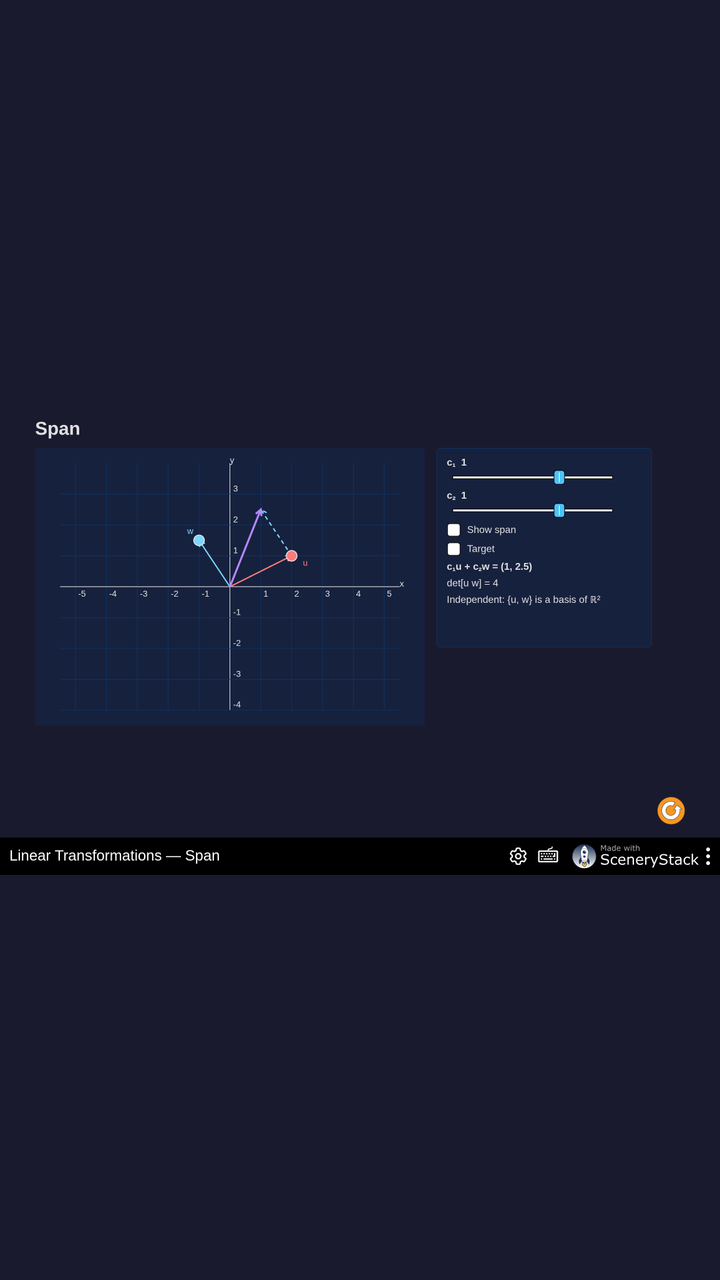 Span
y
3
2
1
w
u
x
-5 -4 -3 -2 -1 1 2 3 4 5
-1
-2
-3
-4
c₁ 1
c₂ 1
Show span
Target
c₁u + c₂w = (1, 2.5)
det[u w] = 4
Independent: {u, w} is a basis of ℝ²
Linear Transformations — Span
Made with
SceneryStack